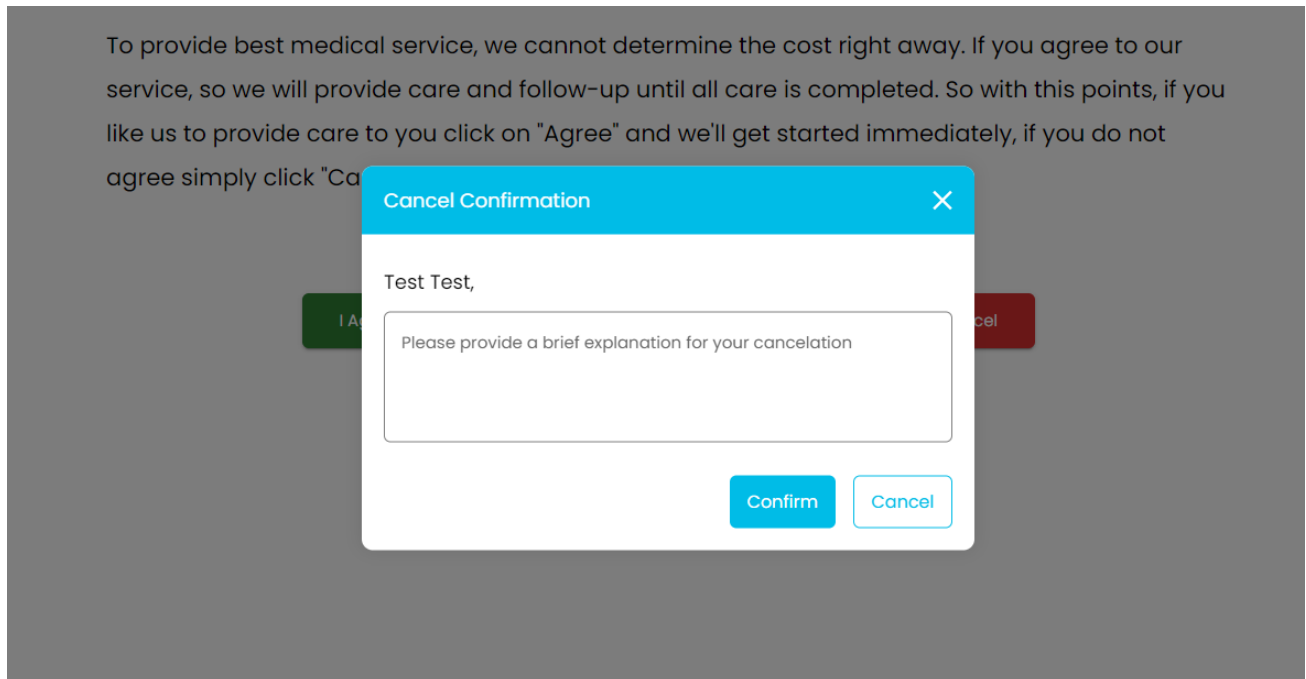 To provide best medical service, we cannot determine the cost right away. If you agree to our
service, so we will provide care and follow-up until all care is completed. So with this points, if you
like us to provide care to you click on "Agree" and we'll get started immediately, if you do not
agree simply click "Ca
Cancel Confirmation
Test Test,
I Ag
cel
Please provide a brief explanation for your cancelation
Confirm Cancel